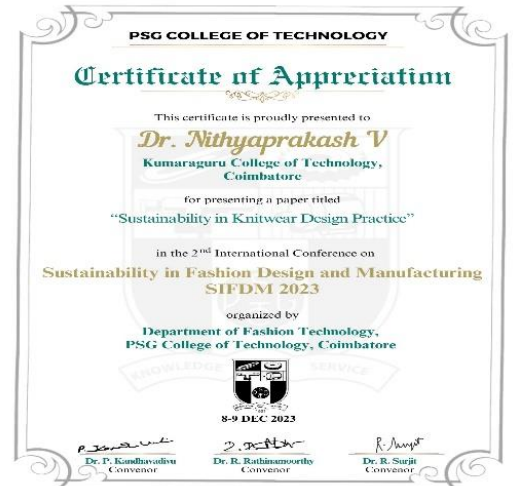 PSG COLLEGE OF TECHNOLOGY
Certificate of Appreciation
This certificate is proudly presented to
Dr. Nithyaprakash V
Kumaraguru College of Technology,
Coimbatore
for presenting a paper titled
“Sustainability in Knitwear Design Practice”
in the 2nd International Conference on
Sustainability in Fashion Design and Manufacturing
SIFDM 2023
organized by
Department of Fashion Technology,
PSG College of Technology, Coimbatore
KNOWLEDGE SERVICE
8-9 DEC 2023
Dr. P. Kandhavadivu
Convenor
Dr. R. Rathinamoorthy
Convenor
Dr. R. Surjit
Convenor